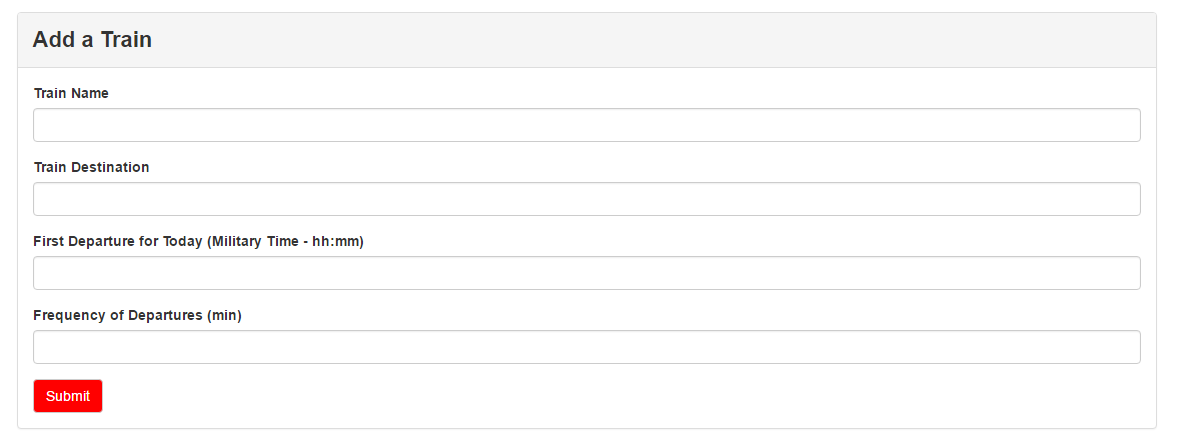 Add a Train
Train Name
Train Destination
First Departure for Today (Military Time - hh:mm)
Frequency of Departures (min)
Submit